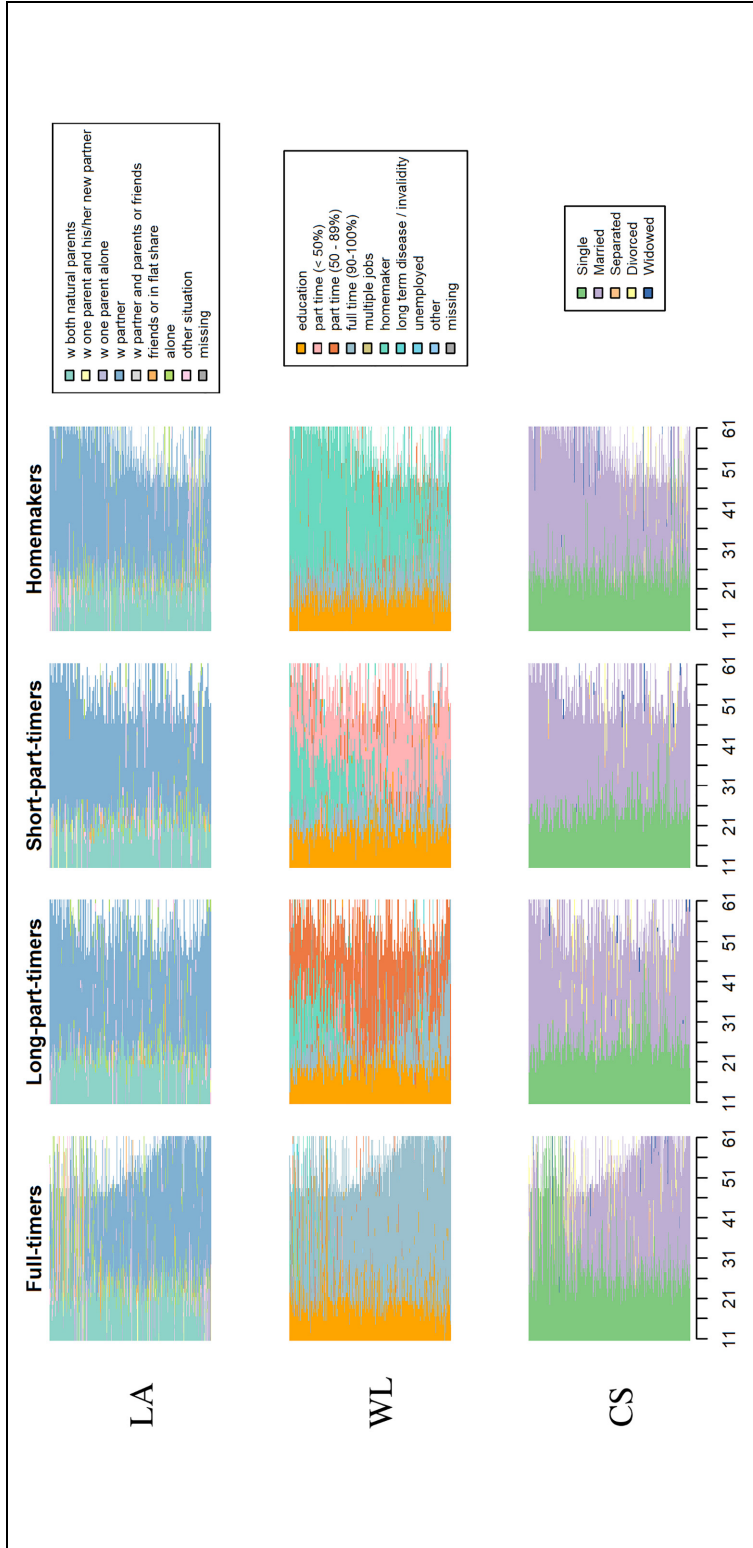 Full-timers
Long-part-timers
Short-part-timers
Homemakers
LA
w both natural parents
w one parent and his/her new partner
w one parent alone
w partner
w partner and parents or friends
friends or in flat share
alone
other situation
missing
WL
education
part time (< 50%)
part time (50 - 89%)
full time (90-100%)
multiple jobs
homemaker
long term disease / invalidity
unemployed
other
missing
CS
Single
Married
Separated
Divorced
Widowed
11 21 31 41 51 61
11 21 31 41 51 61
11 21 31 41 51 61
11 21 31 41 51 61